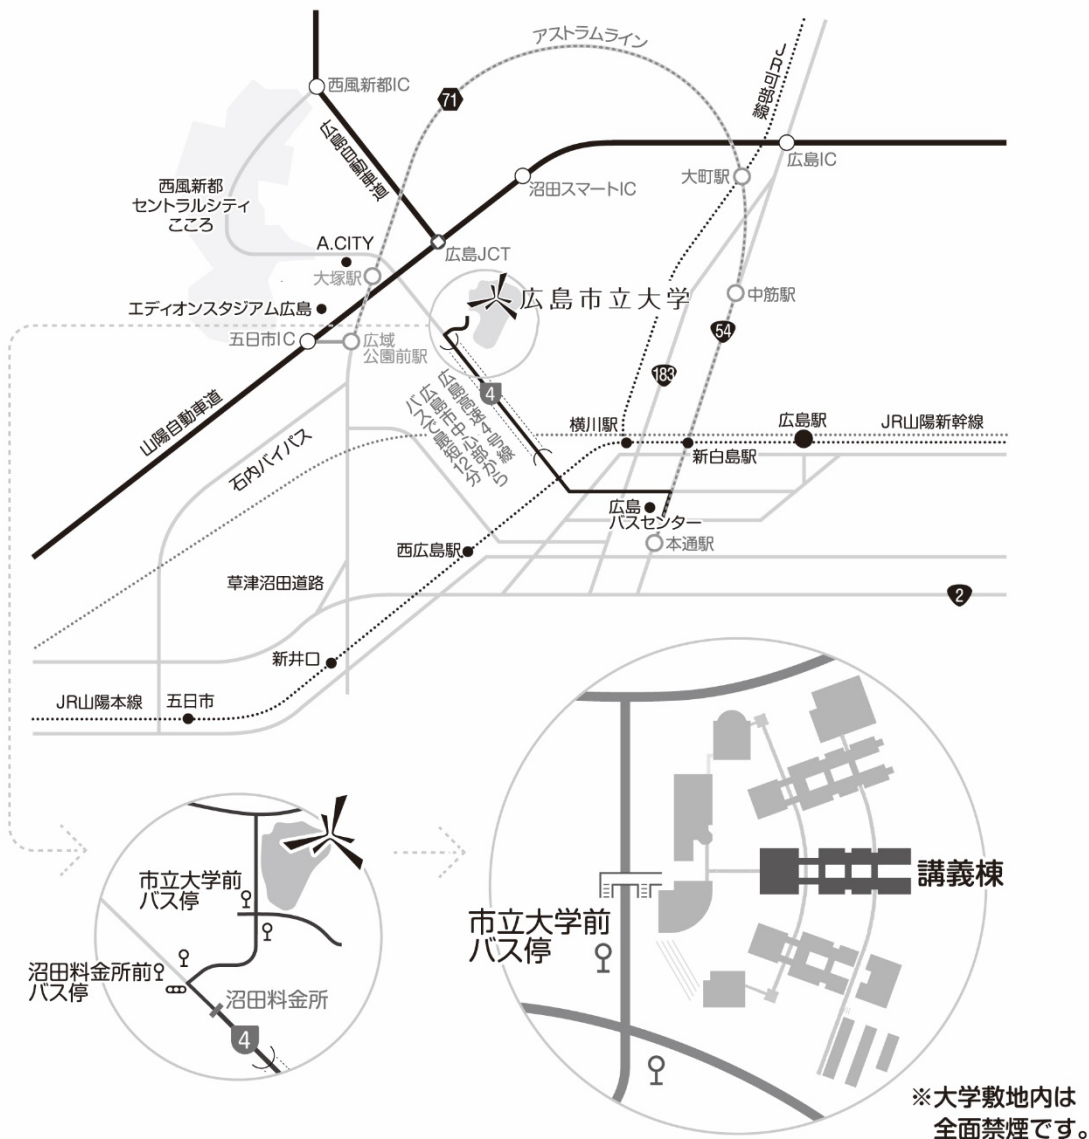 アストラムライン
JR可部線
西風新都IC
71
広島自動車道
広島IC
大町駅
沼田スマートIC
西風新都
セントラルシティ
こころ
A.CITY
広島JCT
大塚駅
広島市立大学
中筋駅
エディオンスタジアム広島
五日市IC
広域
公園前駅
54
183
4
広島高速4号線
広島市中心部から
バスで最短12分
山陽自動車道
石内バイパス
横川駅
広島駅
JR山陽新幹線
新白島駅
広島
バスセンター
本通駅
西広島駅
草津沼田道路
2
新井口
JR山陽本線
五日市
市立大学前
バス停
沼田料金所前
バス停
沼田料金所
4
講義棟
市立大学前
バス停
※大学敷地内は
全面禁煙です。